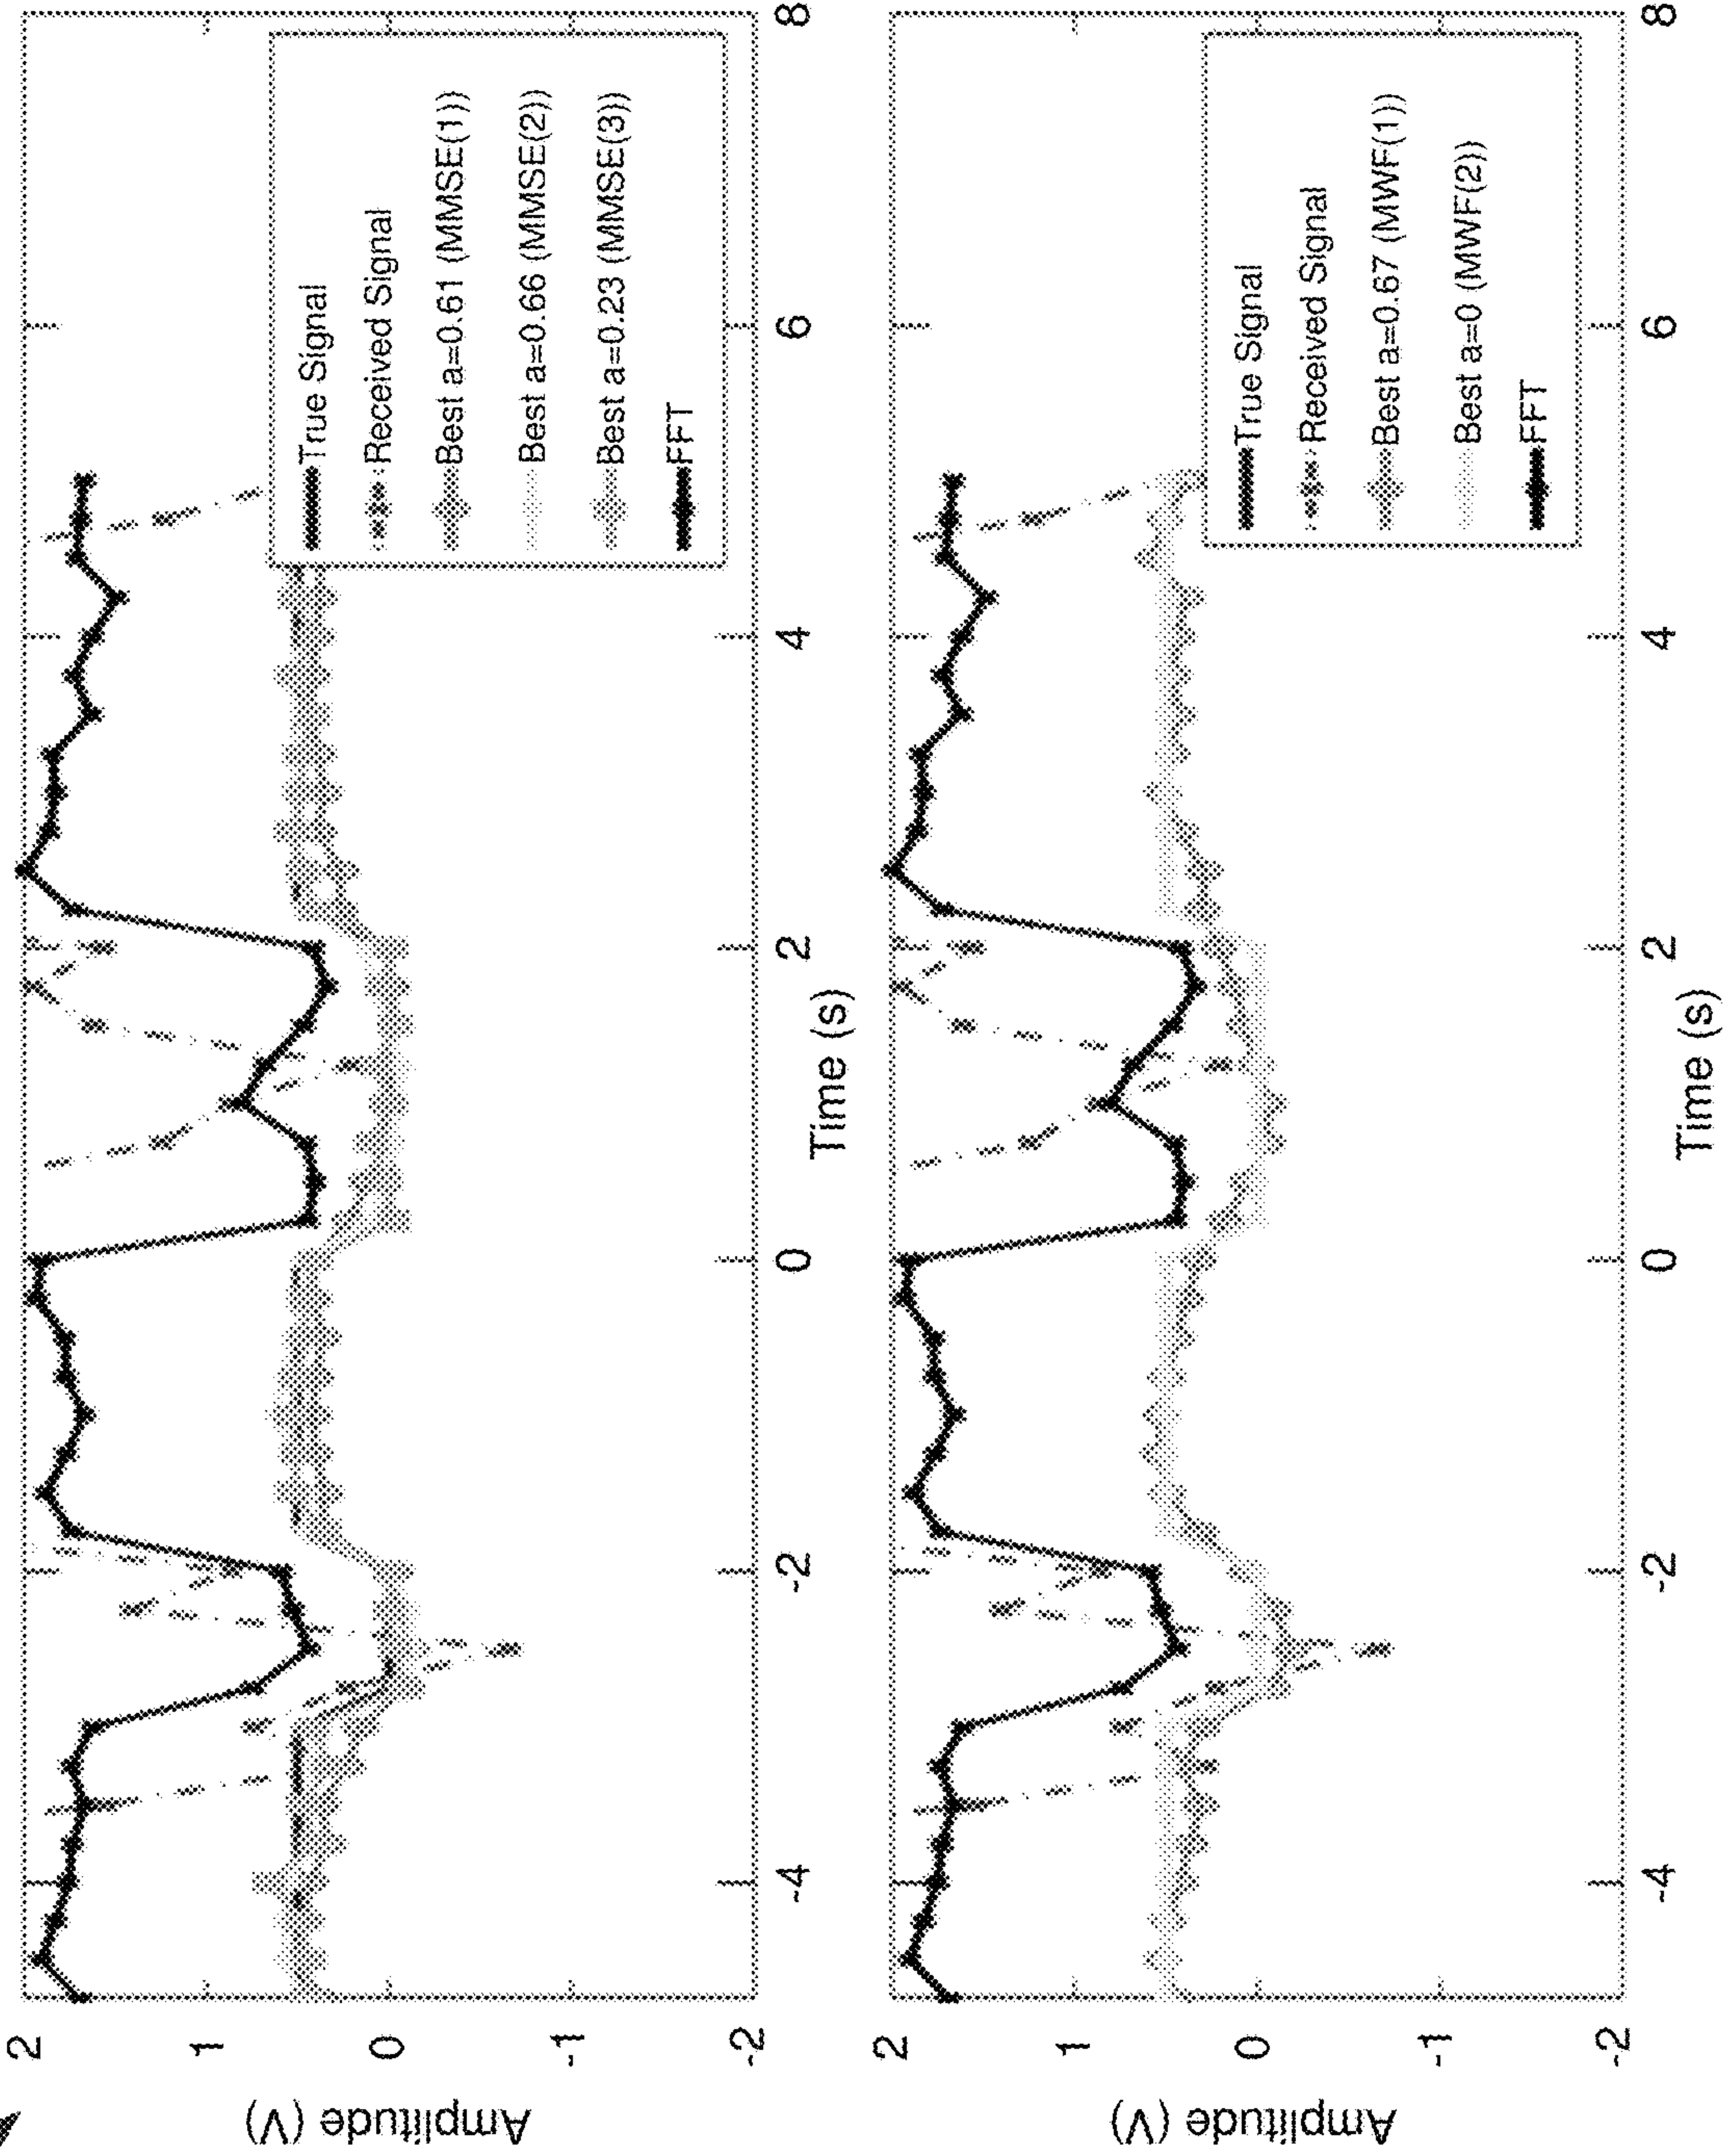 2
1
0
-1
-2
Amplitude (V)
-4
-2
0
2
4
6
8
Time (s)
True Signal
Received Signal
Best a=0.61 (MMSE(1))
Best a=0.66 (MMSE(2))
Best a=0.23 (MMSE(3))
FFT
2
1
0
-1
-2
Amplitude (V)
-4
-2
0
2
4
6
8
Time (s)
True Signal
Received Signal
Best a=0.67 (MWF(1))
Best a=0 (MWF(2))
FFT